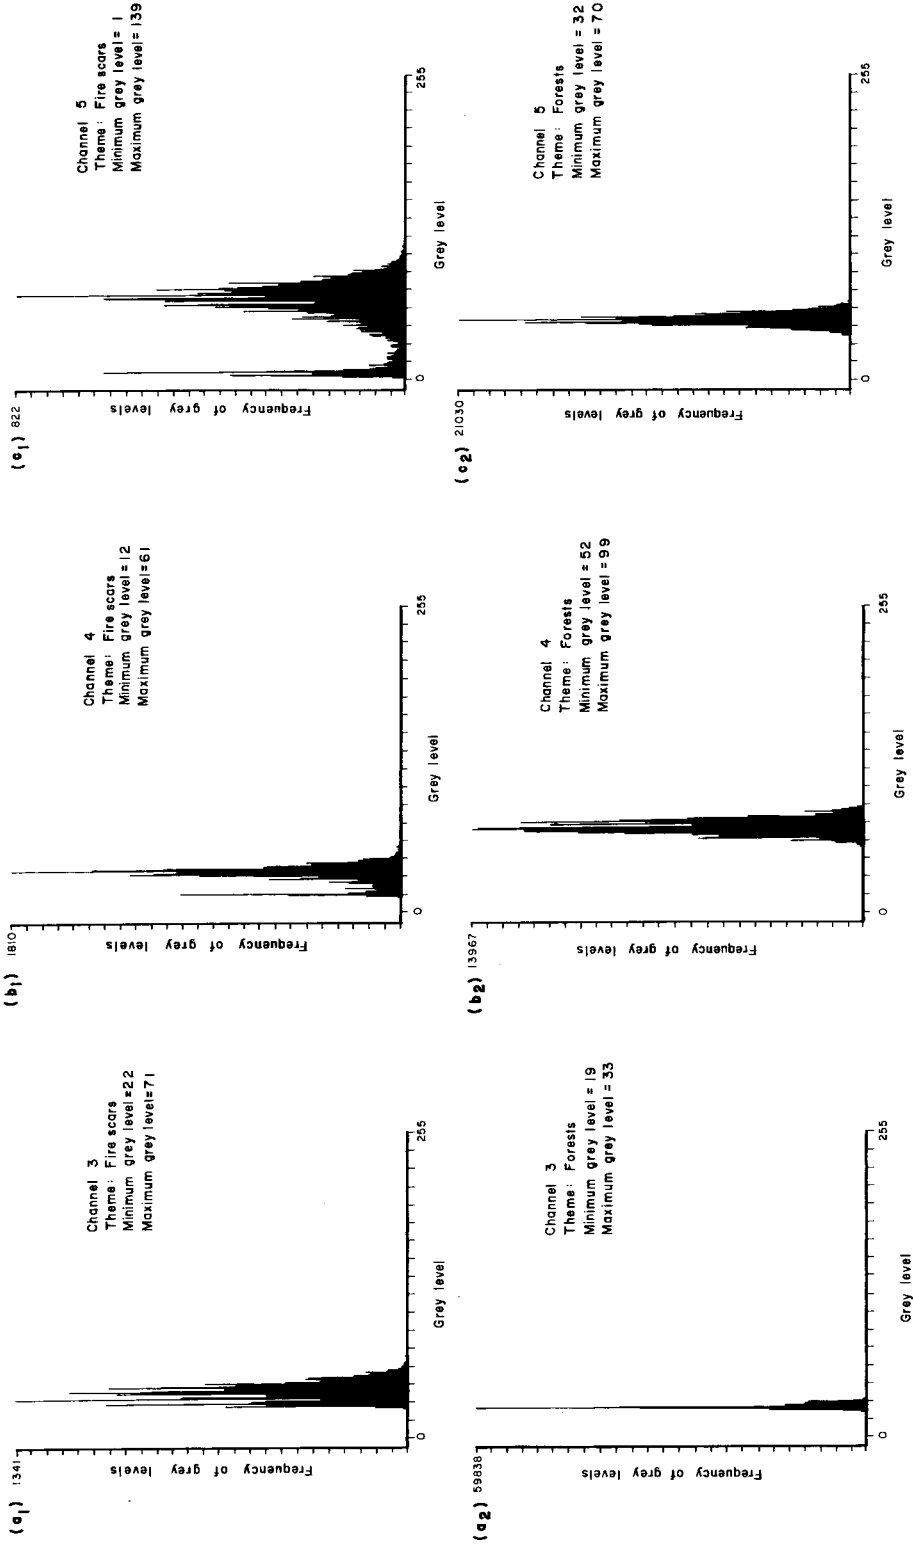 (a1) 1341
Frequency of grey levels
Channel 3
Theme: Fire scars
Minimum grey level=22
Maximum grey level=71
0
255
Grey level
(b1) 1810
Frequency of grey levels
Channel 4
Theme: Fire scars
Minimum grey level=12
Maximum grey level=61
0
255
Grey level
(c1) 822
Frequency of grey levels
Channel 5
Theme: Fire scars
Minimum grey level= 1
Maximum grey level=139
0
255
Grey level
(a2) 59838
Frequency of grey levels
Channel 3
Theme: Forests
Minimum grey level = 19
Maximum grey level = 33
0
255
Grey level
(b2) 13967
Frequency of grey levels
Channel 4
Theme: Forests
Minimum grey level = 52
Maximum grey level = 99
0
255
Grey level
(c2) 21030
Frequency of grey levels
Channel 5
Theme: Forests
Minimum grey level = 32
Maximum grey level = 70
0
255
Grey level